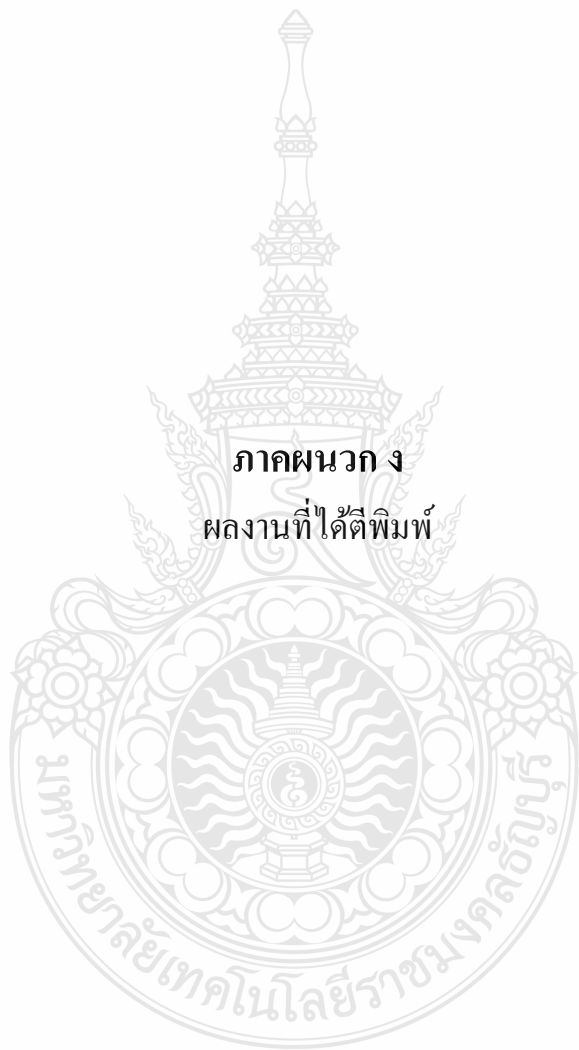 ภาคผนวก ง
ผลงานที่ได้ตีพิมพ์
มหาวิทยาลัยเทคโนโลยีราชมงคลธัญบุรี